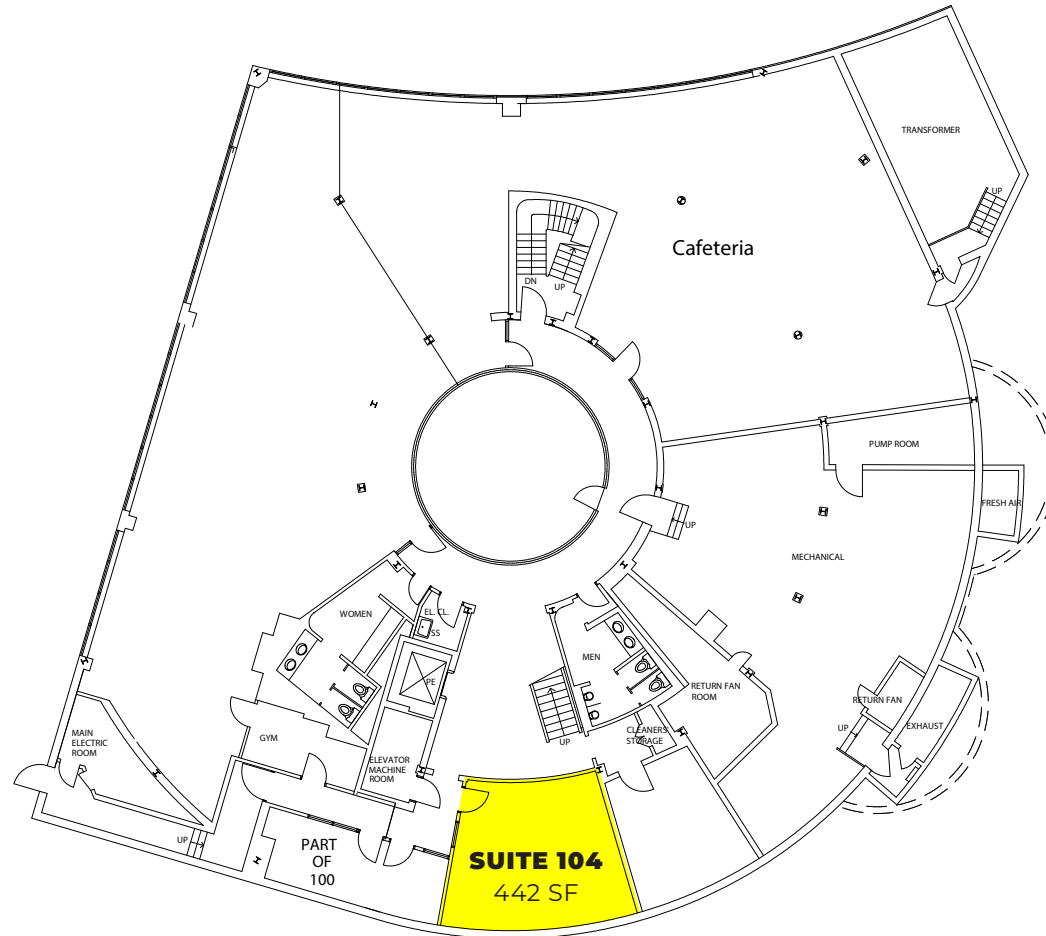 TRANSFORMER
UP
Cafeteria
DN
UP
PUMP ROOM
FRESH AIR
UP
MECHANICAL
WOMEN
EL. CL.
SS
MEN
PE
RETURN FAN
ROOM
RETURN FAN
EXHAUST
UP
MAIN
ELECTRIC
ROOM
GYM
CLEANERS
STORAGE
UP
ELEVATOR
MACHINE
ROOM
UP
PART
OF
100
SUITE 104
442 SF